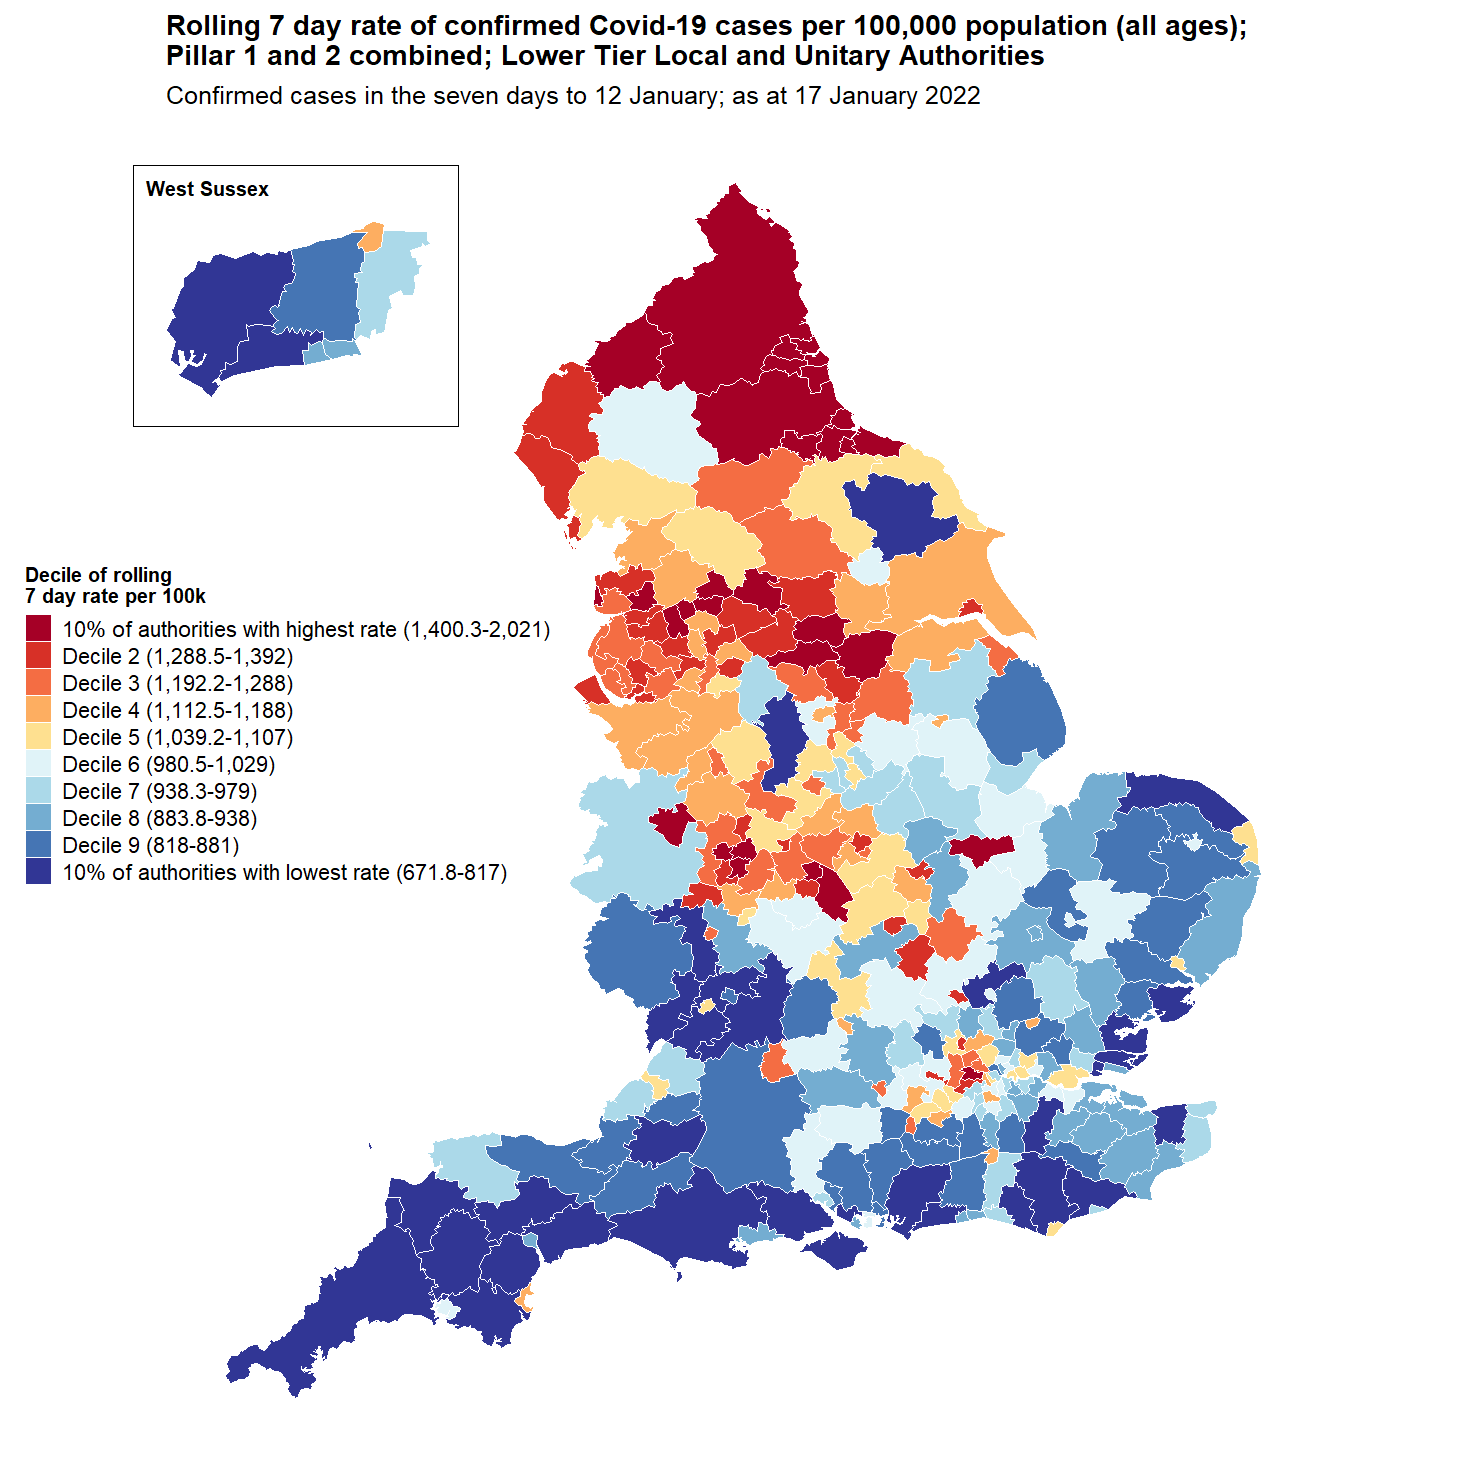 Rolling 7 day rate of confirmed Covid-19 cases per 100,000 population (all ages);
Pillar 1 and 2 combined; Lower Tier Local and Unitary Authorities
Confirmed cases in the seven days to 12 January; as at 17 January 2022
West Sussex
Decile of rolling
7 day rate per 100k
10% of authorities with highest rate (1,400.3-2,021)
Decile 2 (1,288.5-1,392)
Decile 3 (1,192.2-1,288)
Decile 4 (1,112.5-1,188)
Decile 5 (1,039.2-1,107)
Decile 6 (980.5-1,029)
Decile 7 (938.3-979)
Decile 8 (883.8-938)
Decile 9 (818-881)
10% of authorities with lowest rate (671.8-817)